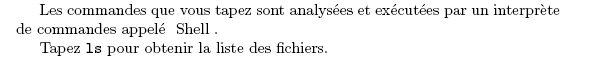 Les commandes que vous tapez sont analysées et exécutées par un interprète
de commandes appelé Shell .
Tapez ls pour obtenir la liste des fichiers.